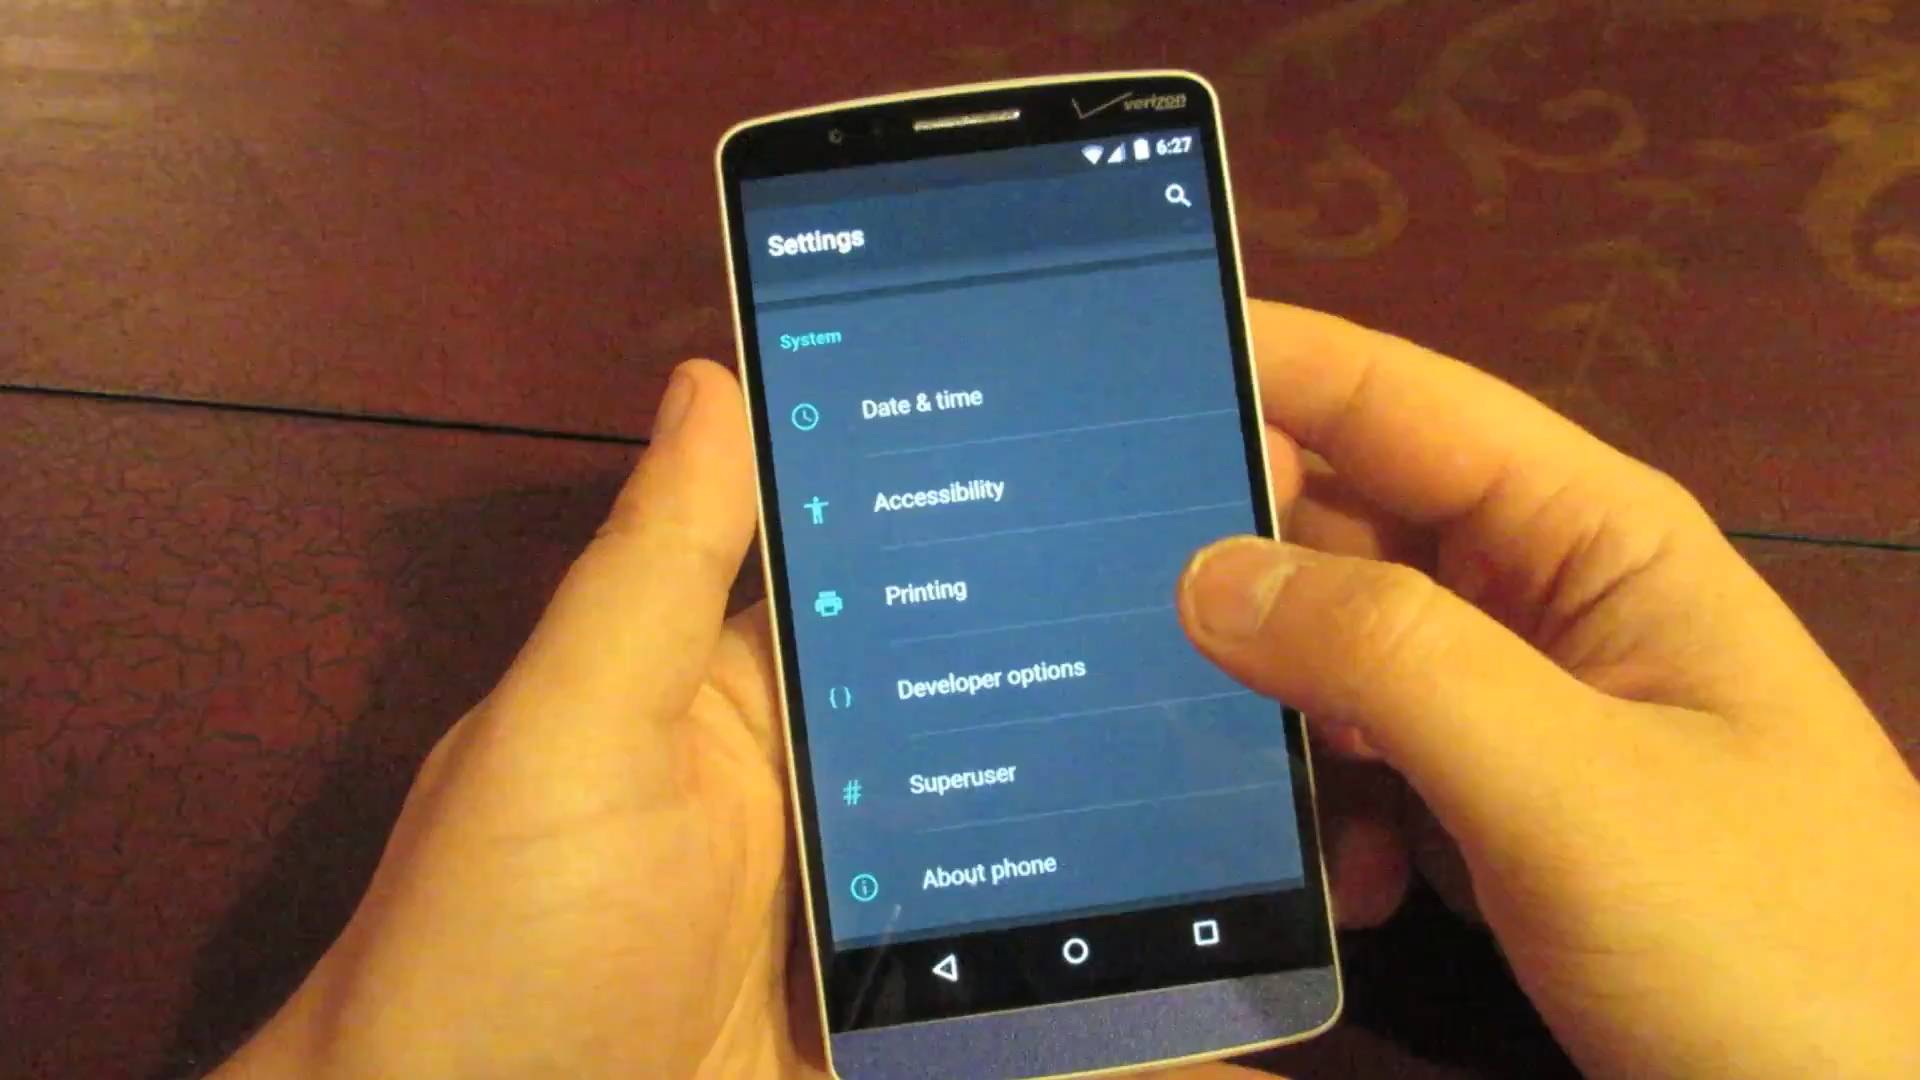 verizon
6:27
Settings
System
Date & time
Accessibility
Printing
{ } Developer options
# Superuser
About phone